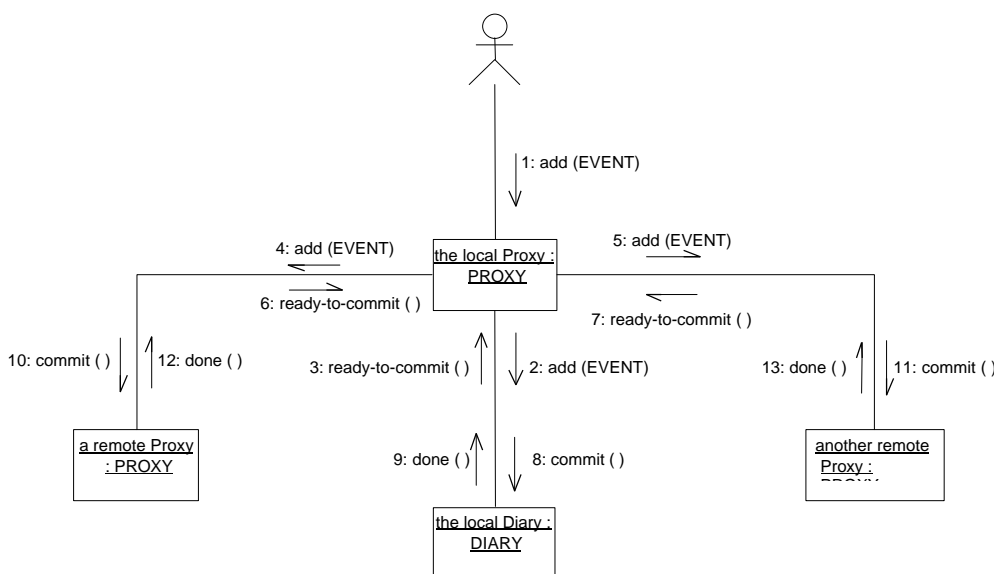 1: add (EVENT)
4: add (EVENT)
5: add (EVENT)
the local Proxy :
PROXY
6: ready-to-commit ( )
7: ready-to-commit ( )
10: commit ( )
12: done ( )
3: ready-to-commit ( )
2: add (EVENT)
13: done ( )
11: commit ( )
a remote Proxy
: PROXY
9: done ( )
8: commit ( )
another remote
Proxy :
the local Diary :
DIARY